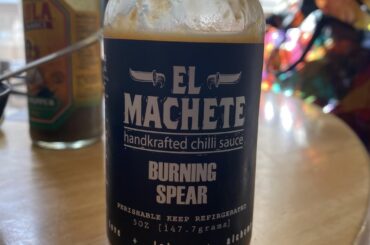 EL
MACHETE
handkrafted chilli sauce
BURNING
SPEAR
PERISHABLE KEEP REFRIGERATED
5OZ [147.7grams]